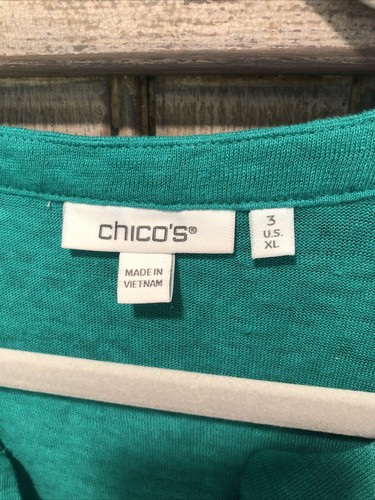 chico's®
3
U.S.
XL
MADE IN
VIETNAM